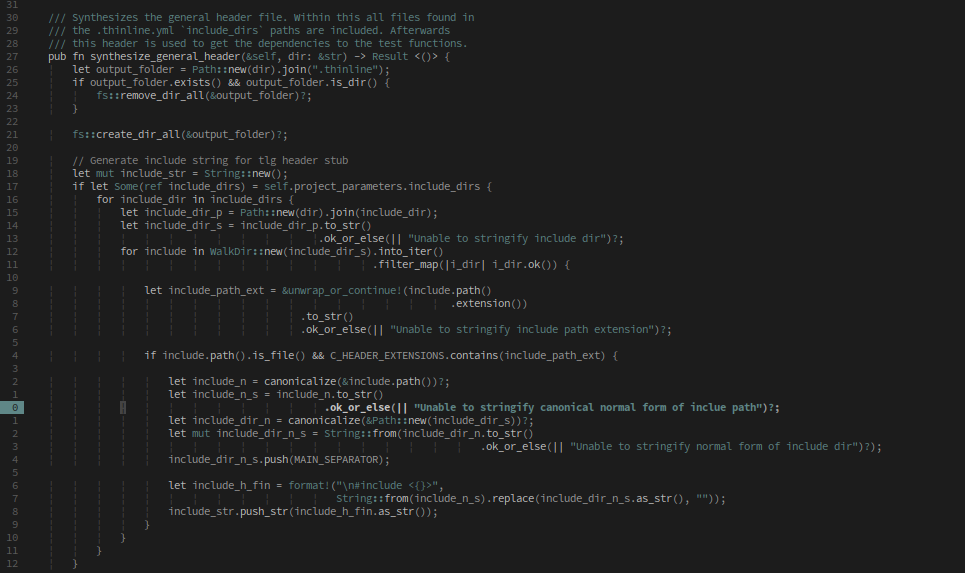 31
30 /// Synthesizes the general header file. Within this all files found in
29 /// the .thinline.yml `include_dirs` paths are included. Afterwards
28 /// this header is used to get the dependencies to the test functions.
27 pub fn synthesize_general_header(&self, dir: &str) -> Result <()> {
26 let output_folder = Path::new(dir).join(".thinline");
25 if output_folder.exists() && output_folder.is_dir() {
24 fs::remove_dir_all(&output_folder)?;
23 }
22
21 fs::create_dir_all(&output_folder)?;
20
19 // Generate include string for tlg header stub
18 let mut include_str = String::new();
17 if let Some(ref include_dirs) = self.project_parameters.include_dirs {
16 for include_dir in include_dirs {
15 let include_dir_p = Path::new(dir).join(include_dir);
14 let include_dir_s = include_dir_p.to_str()
13 .ok_or_else(|| "Unable to stringify include dir")?;
12 for include in WalkDir::new(include_dir_s).into_iter()
11 .filter_map(|i_dir| i_dir.ok()) {
10
9 let include_path_ext = &unwrap_or_continue!(include.path()
8 .extension())
7 .to_str()
6 .ok_or_else(|| "Unable to stringify include path extension")?;
5
4 if include.path().is_file() && C_HEADER_EXTENSIONS.contains(include_path_ext) {
3
2 let include_n = canonicalize(&include.path())?;
1 let include_n_s = include_n.to_str()
0 .ok_or_else(|| "Unable to stringify canonical normal form of inclue path")?;
1 let include_dir_n = canonicalize(&Path::new(include_dir_s))?;
2 let mut include_dir_n_s = String::from(include_dir_n.to_str()
3 .ok_or_else(|| "Unable to stringify normal form of include dir")?);
4 include_dir_n_s.push(MAIN_SEPARATOR);
5
6 let include_h_fin = format!("\n#include <{}>",
7 String::from(include_n_s).replace(include_dir_n_s.as_str(), ""));
8 include_str.push_str(include_h_fin.as_str());
9 }
10 }
11 }
12 }